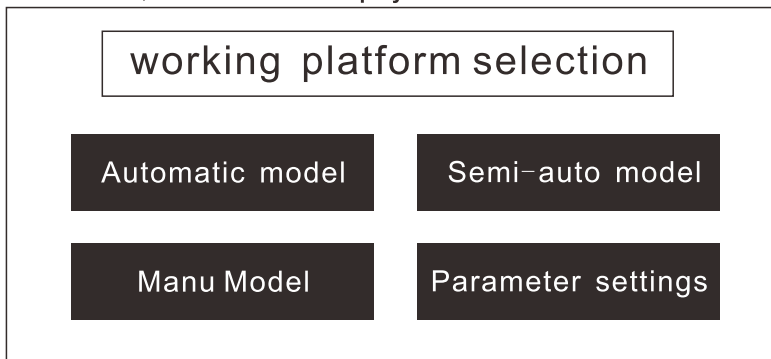 working platform selection
Automatic model
Semi-auto model
Manu Model
Parameter settings